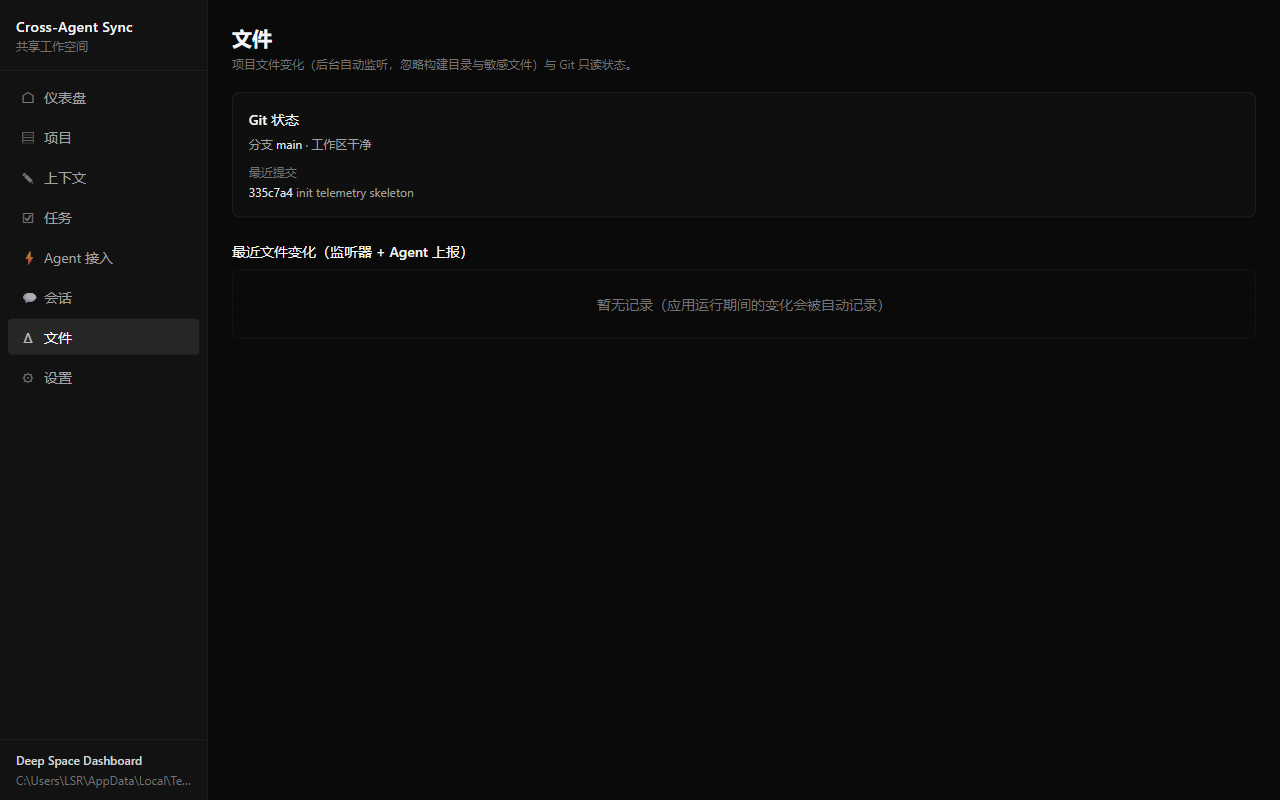 Cross-Agent Sync
共享工作空间
仪表盘
项目
上下文
任务
Agent 接入
会话
文件
设置
Deep Space Dashboard
C:\Users\LSR\AppData\Local\Te...
文件
项目文件变化（后台自动监听，忽略构建目录与敏感文件）与 Git 只读状态。
Git 状态
分支 main · 工作区干净
最近提交
335c7a4 init telemetry skeleton
最近文件变化（监听器 + Agent 上报）
暂无记录（应用运行期间的变化会被自动记录）